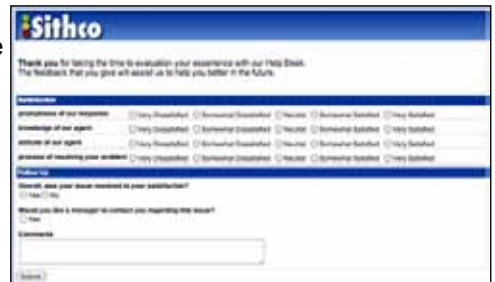 Sithco
e
Thank you for taking the time to evaluation your experience with our Help Desk.
The feedback that you give will assist us to help you better in the future.
Satisfaction
promptness of our response Very Dissatisfied Somewhat Dissatisfied Neutral Somewhat Satisfied Very Satisfied
knowledge of our agent Very Dissatisfied Somewhat Dissatisfied Neutral Somewhat Satisfied Very Satisfied
attitude of our agent Very Dissatisfied Somewhat Dissatisfied Neutral Somewhat Satisfied Very Satisfied
process of resolving your problem Very Dissatisfied Somewhat Dissatisfied Neutral Somewhat Satisfied Very Satisfied
Follow Up
Overall, was your issue resolved to your satisfaction?
Yes No
Would you like a manager to contact you regarding this issue?
Yes
Comments
Submit